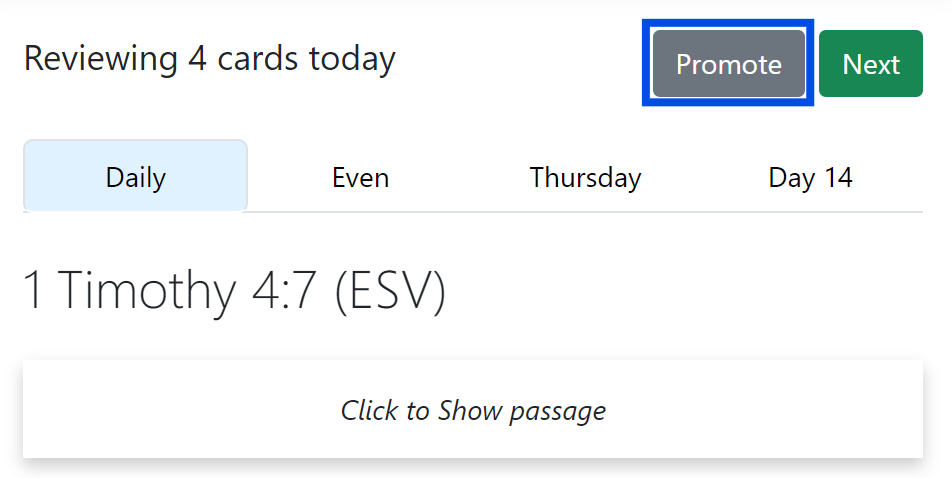 Reviewing 4 cards today
Promote
Next
Daily
Even
Thursday
Day 14
1 Timothy 4:7 (ESV)
Click to Show passage